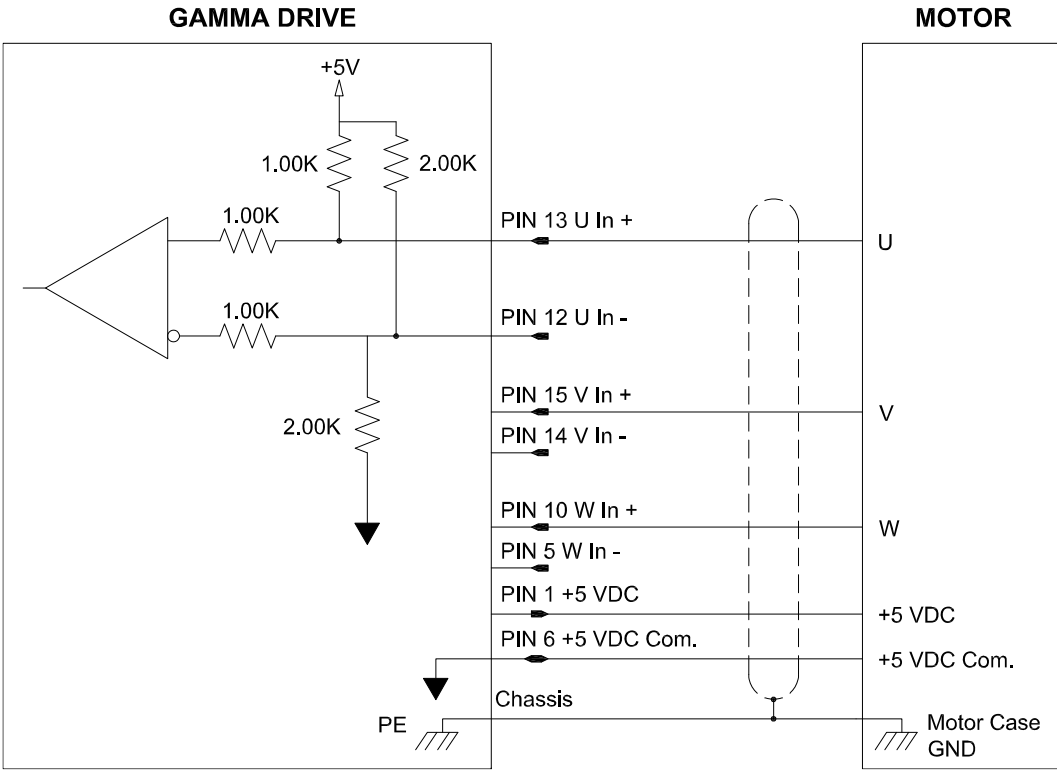 GAMMA DRIVE
MOTOR
+5V
1.00K
2.00K
1.00K
PIN 13 U In +
U
1.00K
PIN 12 U In -
2.00K
PIN 15 V In +
V
PIN 14 V In -
PIN 10 W In +
W
PIN 5 W In -
PIN 1 +5 VDC
+5 VDC
PIN 6 +5 VDC Com.
+5 VDC Com.
Chassis
PE
Motor Case
GND